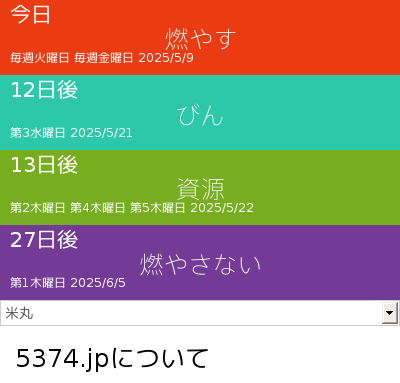 今日
燃やす
毎週火曜日 毎週金曜日 2025/5/9
12日後
びん
第3水曜日 2025/5/21
13日後
資源
第2木曜日 第4木曜日 第5木曜日 2025/5/22
27日後
燃やさない
第1木曜日 2025/6/5
米丸
5374.jpについて